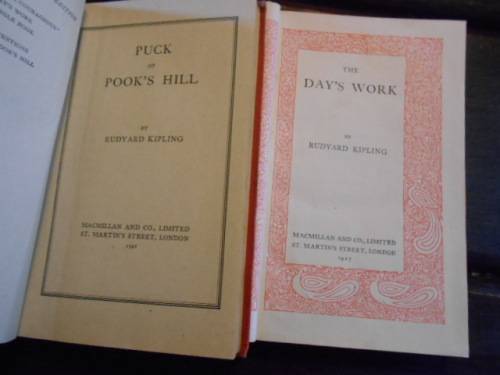 PUCK
OF
POOK'S HILL
BY
RUDYARD KIPLING
MACMILLAN AND CO., LIMITED
ST. MARTIN'S STREET, LONDON
THE
DAY'S WORK
BY
RUDYARD KIPLING
MACMILLAN AND CO., LIMITED
ST. MARTIN'S STREET, LONDON
1927